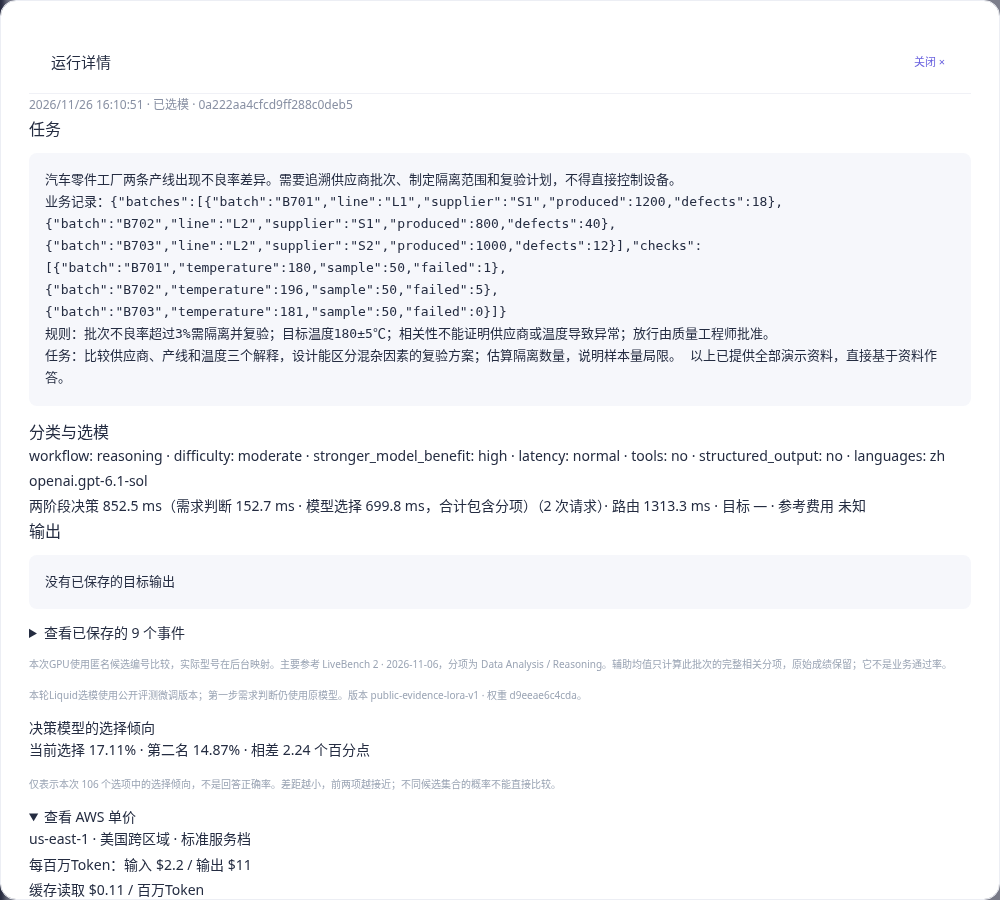 运行详情
关闭 ×
2026/11/26 16:10:51 · 已选模 · 0a222aa4cfcd9ff288c0deb5
任务
汽车零件工厂两条产线出现不良率差异。需要追溯供应商批次、制定隔离范围和复验计划，不得直接控制设备。
业务记录：{"batches":[{"batch":"B701","line":"L1","supplier":"S1","produced":1200,"defects":18},
{"batch":"B702","line":"L2","supplier":"S1","produced":800,"defects":40},
{"batch":"B703","line":"L2","supplier":"S2","produced":1000,"defects":12}],"checks":
[{"batch":"B701","temperature":180,"sample":50,"failed":1},
{"batch":"B702","temperature":196,"sample":50,"failed":5},
{"batch":"B703","temperature":181,"sample":50,"failed":0}]}
规则：批次不良率超过3%需隔离并复验；目标温度180±5℃；相关性不能证明供应商或温度导致异常；放行由质量工程师批准。
任务：比较供应商、产线和温度三个解释，设计能区分混杂因素的复验方案；估算隔离数量，说明样本量局限。 以上已提供全部演示资料，直接基于资料作
答。
分类与选模
workflow: reasoning · difficulty: moderate · stronger_model_benefit: high · latency: normal · tools: no · structured_output: no · languages: zh
openai.gpt-6.1-sol
两阶段决策 852.5 ms（需求判断 152.7 ms · 模型选择 699.8 ms，合计包含分项）（2 次请求）· 路由 1313.3 ms · 目标 — · 参考费用 未知
输出
没有已保存的目标输出
▶ 查看已保存的 9 个事件
本次GPU使用匿名候选编号比较，实际型号在后台映射。主要参考 LiveBench 2 · 2026-11-06，分项为 Data Analysis / Reasoning。辅助均值只计算此批次的完整相关分项，原始成绩保留；它不是业务通过率。
本轮Liquid选模使用公开评测微调版本；第一步需求判断仍使用原模型。版本 public-evidence-lora-v1 · 权重 d9eeae6c4cda。
决策模型的选择倾向
当前选择 17.11% · 第二名 14.87% · 相差 2.24 个百分点
仅表示本次 106 个选项中的选择倾向，不是回答正确率。差距越小，前两项越接近；不同候选集合的概率不能直接比较。
▼ 查看 AWS 单价
us-east-1 · 美国跨区域 · 标准服务档
每百万Token：输入 $2.2 / 输出 $11
缓存读取 $0.11 / 百万Token